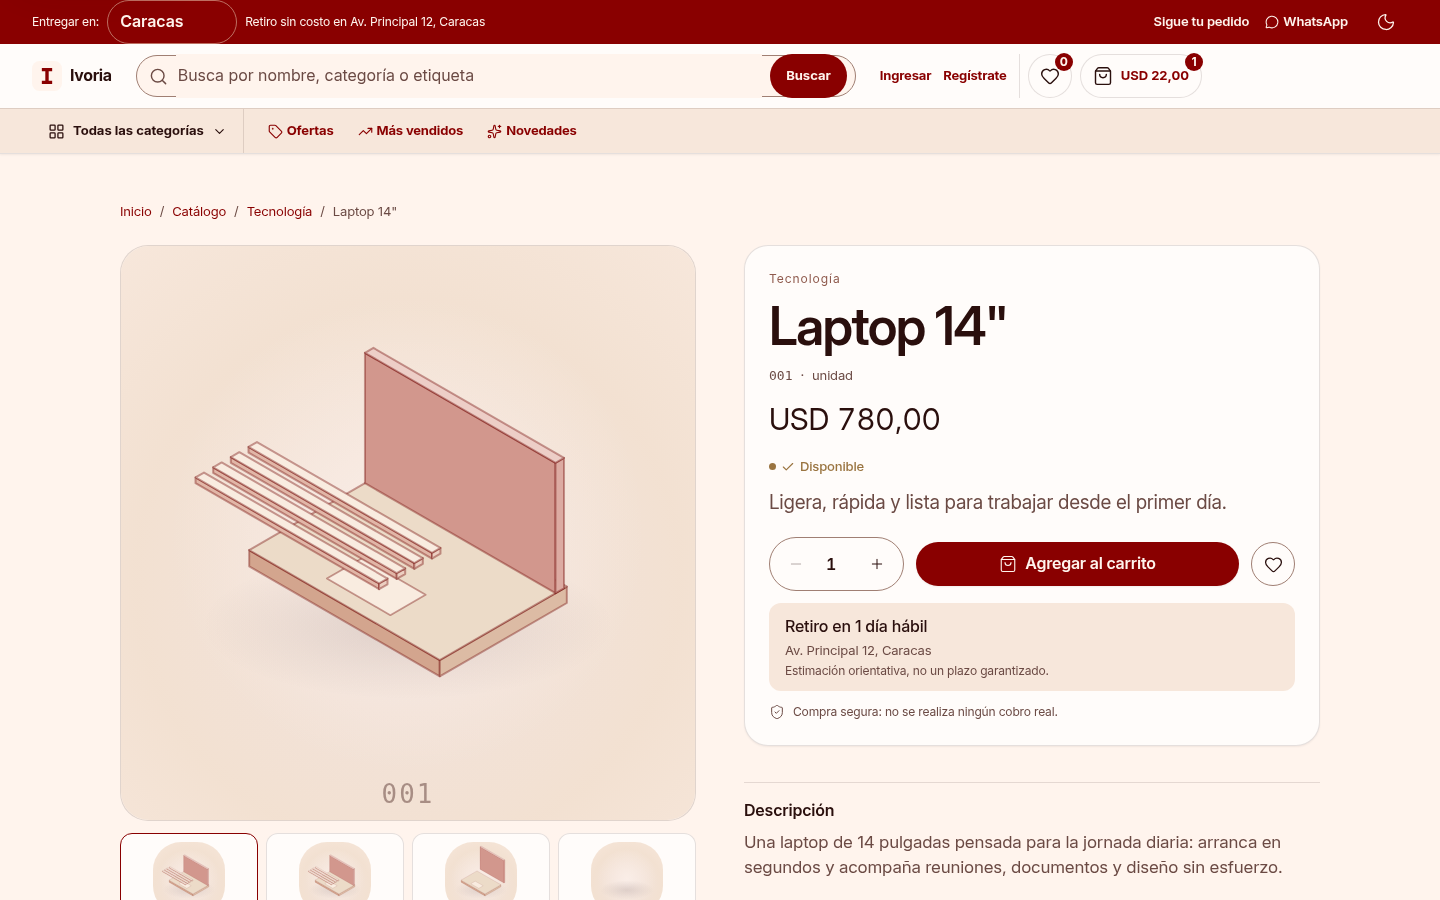 Entregar en: Caracas Retiro sin costo en Av. Principal 12, Caracas Sigue tu pedido WhatsApp
I Ivoria Busca por nombre, categoría o etiqueta Buscar Ingresar Regístrate 0 USD 22,00 1
Todas las categorías Ofertas Más vendidos Novedades
Inicio / Catálogo / Tecnología / Laptop 14"
Tecnología
Laptop 14"
001 · unidad
USD 780,00
Disponible
Ligera, rápida y lista para trabajar desde el primer día.
1 Agregar al carrito
Retiro en 1 día hábil
Av. Principal 12, Caracas
Estimación orientativa, no un plazo garantizado.
Compra segura: no se realiza ningún cobro real.
001
Descripción
Una laptop de 14 pulgadas pensada para la jornada diaria: arranca en
segundos y acompaña reuniones, documentos y diseño sin esfuerzo.